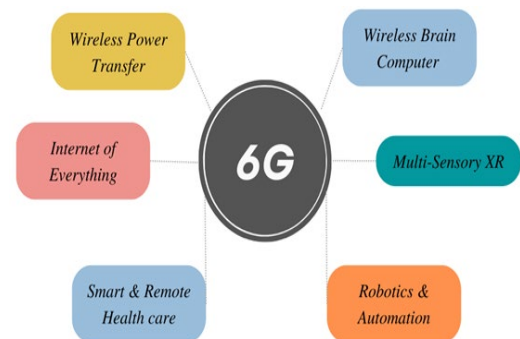 Wireless Power
Transfer
Wireless Brain
Computer
Internet of
Everything
6G
Multi-Sensory XR
Smart & Remote
Health care
Robotics &
Automation